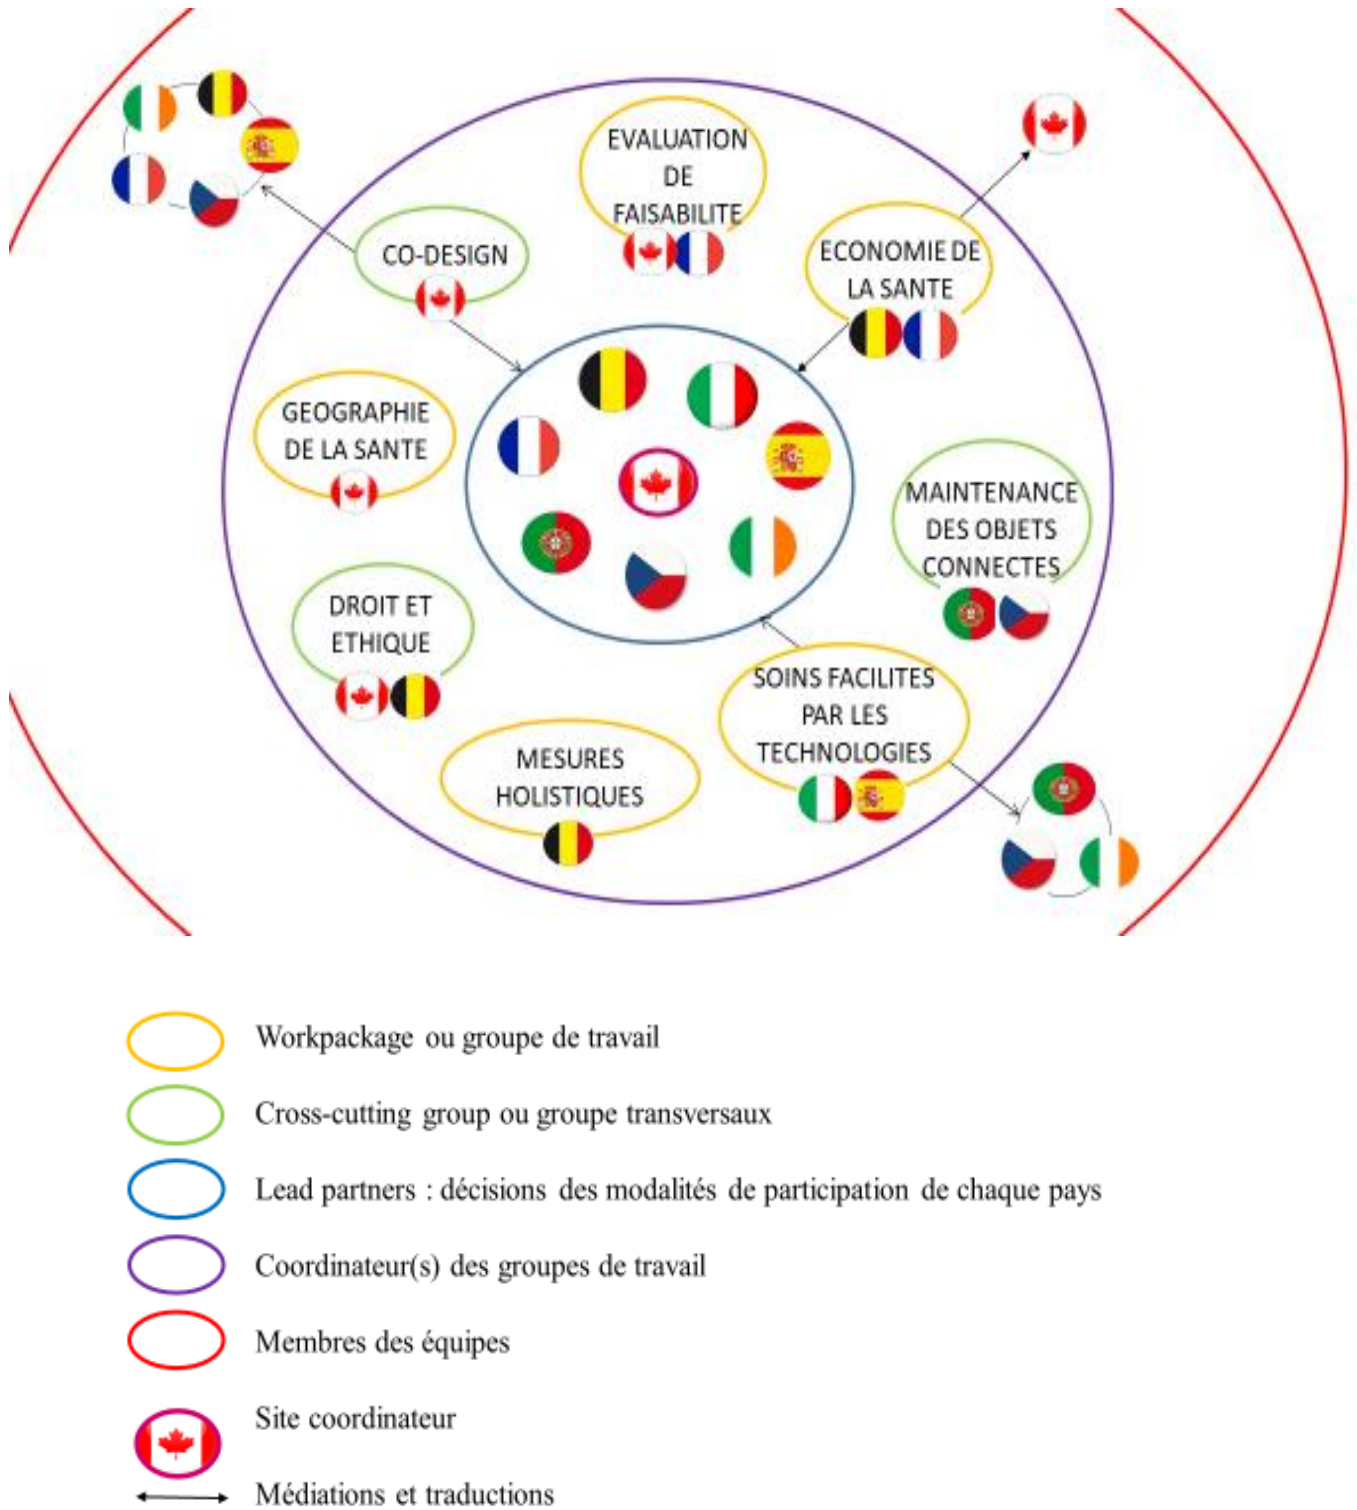 EVALUATION
DE
FAISABILITE
CO-DESIGN
ECONOMIE DE
LA SANTE
GEOGRAPHIE
DE LA SANTE
MAINTENANCE
DES OBJETS
CONNECTES
DROIT ET
ETHIQUE
SOINS FACILITES
PAR LES
TECHNOLOGIES
MESURES
HOLISTIQUES
Workpackage ou groupe de travail
Cross-cutting group ou groupe transversaux
Lead partners : décisions des modalités de participation de chaque pays
Coordinateur(s) des groupes de travail
Membres des équipes
Site coordinateur
Médiations et traductions